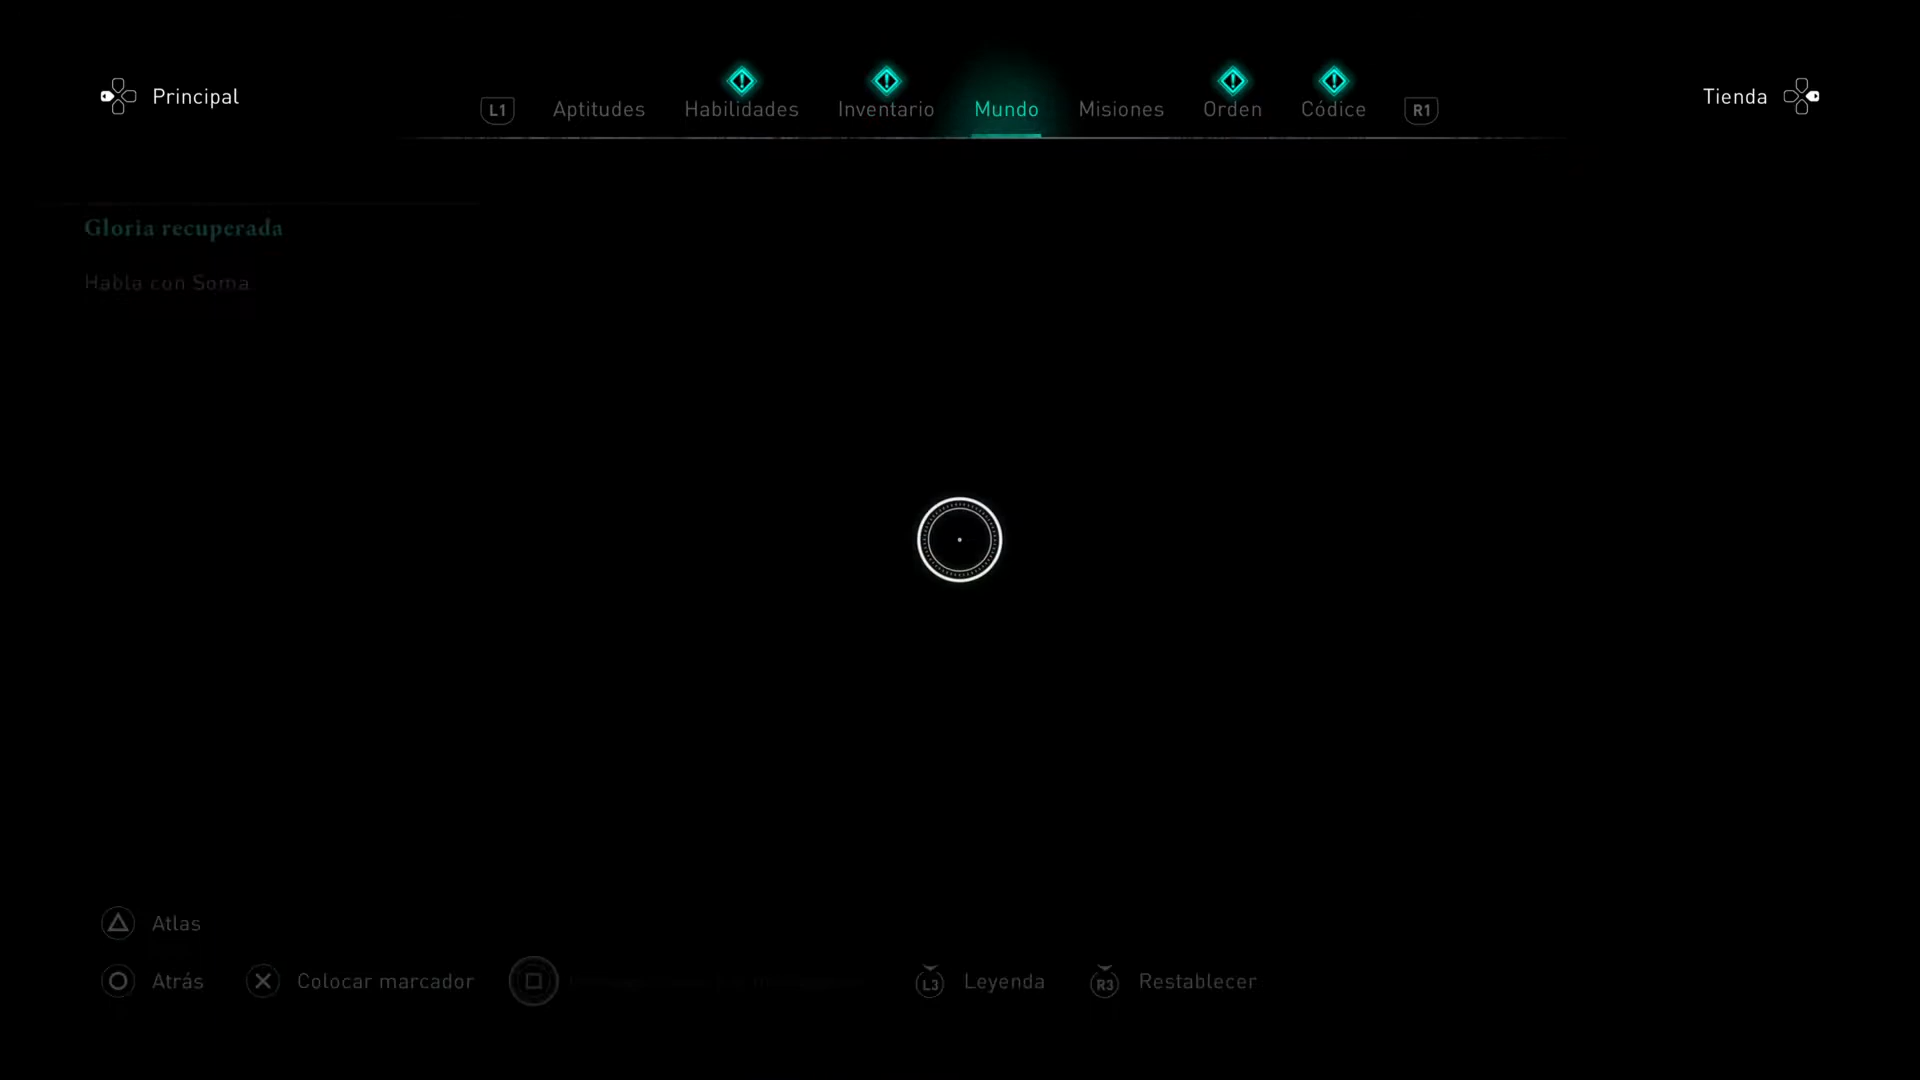 Principal
L1 Aptitudes Habilidades Inventario Mundo Misiones Orden Códice R1
Tienda
Gloria recuperada
Habla con Soma
Atlas
Atrás Colocar marcador
L3 Leyenda R3 Restablecer